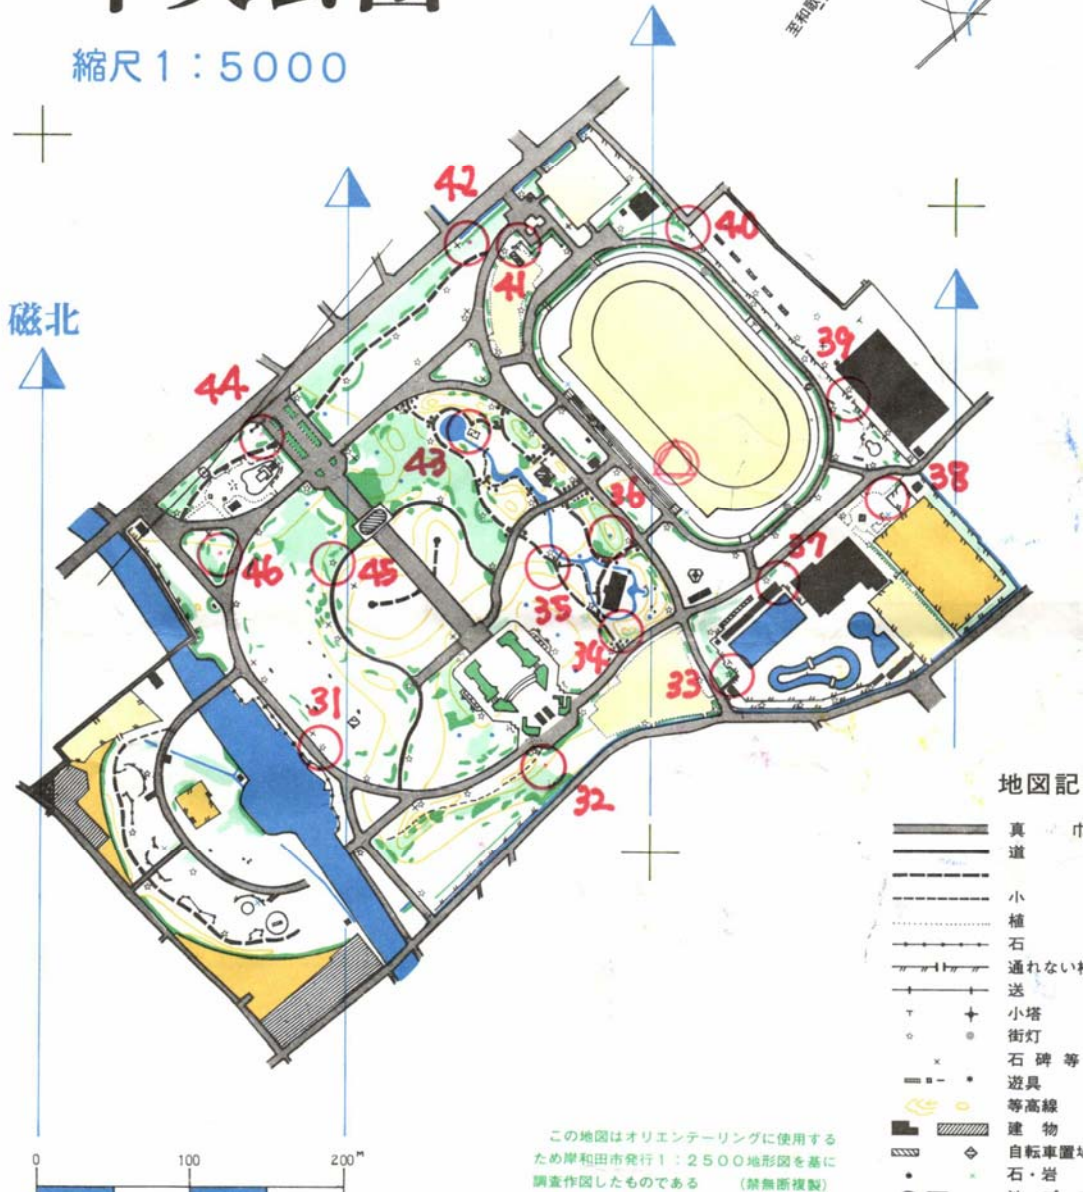 縮尺1：5000
磁北
42
40
41
39
44
43
38
36
37
46
45
35
34
33
31
32
地図記
真 巾
道
小
植
石
通れない
送
小塔
街灯
石碑等
遊具
等高線
建物
自転車置
石・岩
0 100 200M
この地図はオリエンテーリングに使用する
ため岸和田市発行1：2500地形図を基に
調査作図したものである （禁無断複製）